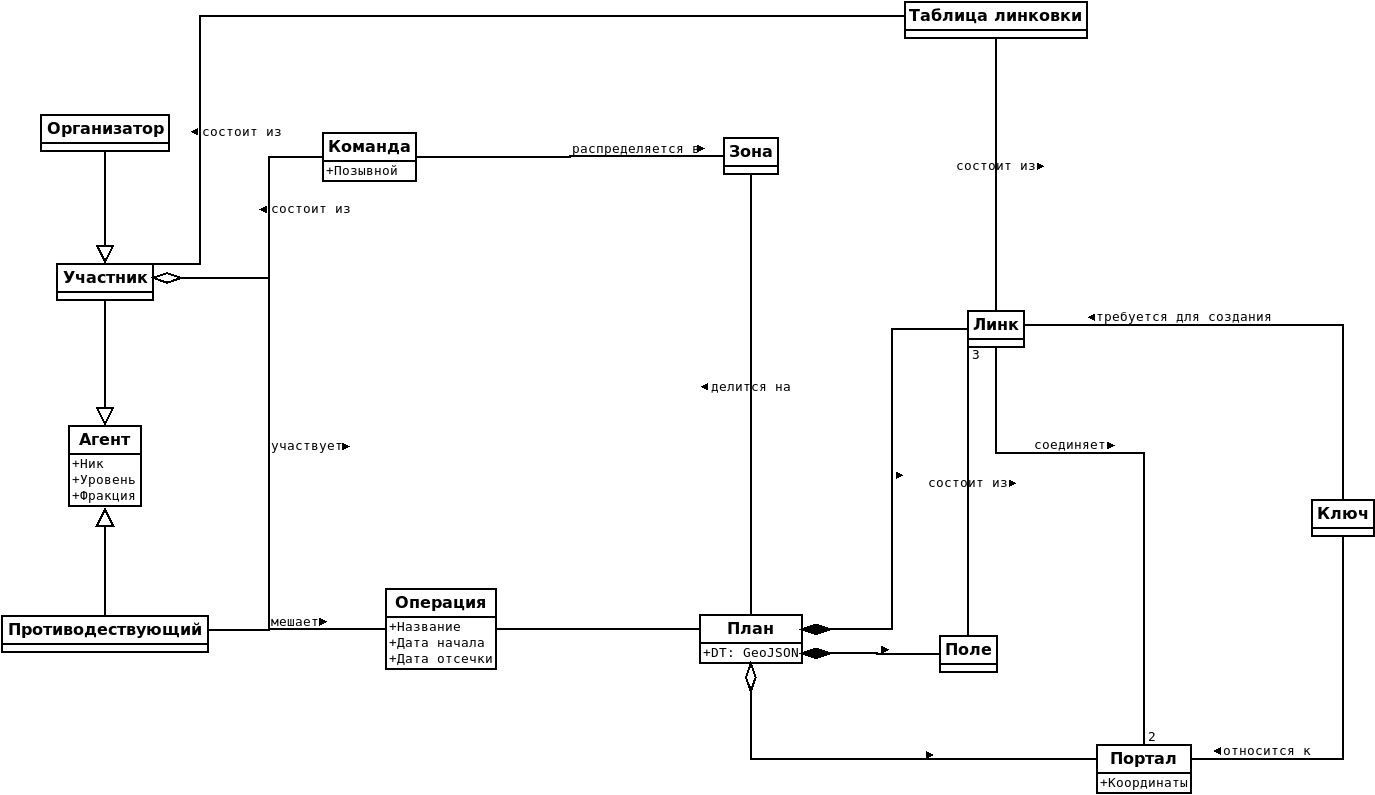 Таблица линковки
Организатор
состоит из
Команда
+Позывной
распределяется в
Зона
состоит из
состоит из
Участник
Линк
3
требуется для создания
делится на
Агент
+Ник
+Уровень
+Фракция
участвует
соединяет
состоит из
Ключ
Противодествующий
мешает
Операция
+Название
+Дата начала
+Дата отсечки
План
+DT: GeoJSON
Поле
2
Портал
+Координаты
относится к